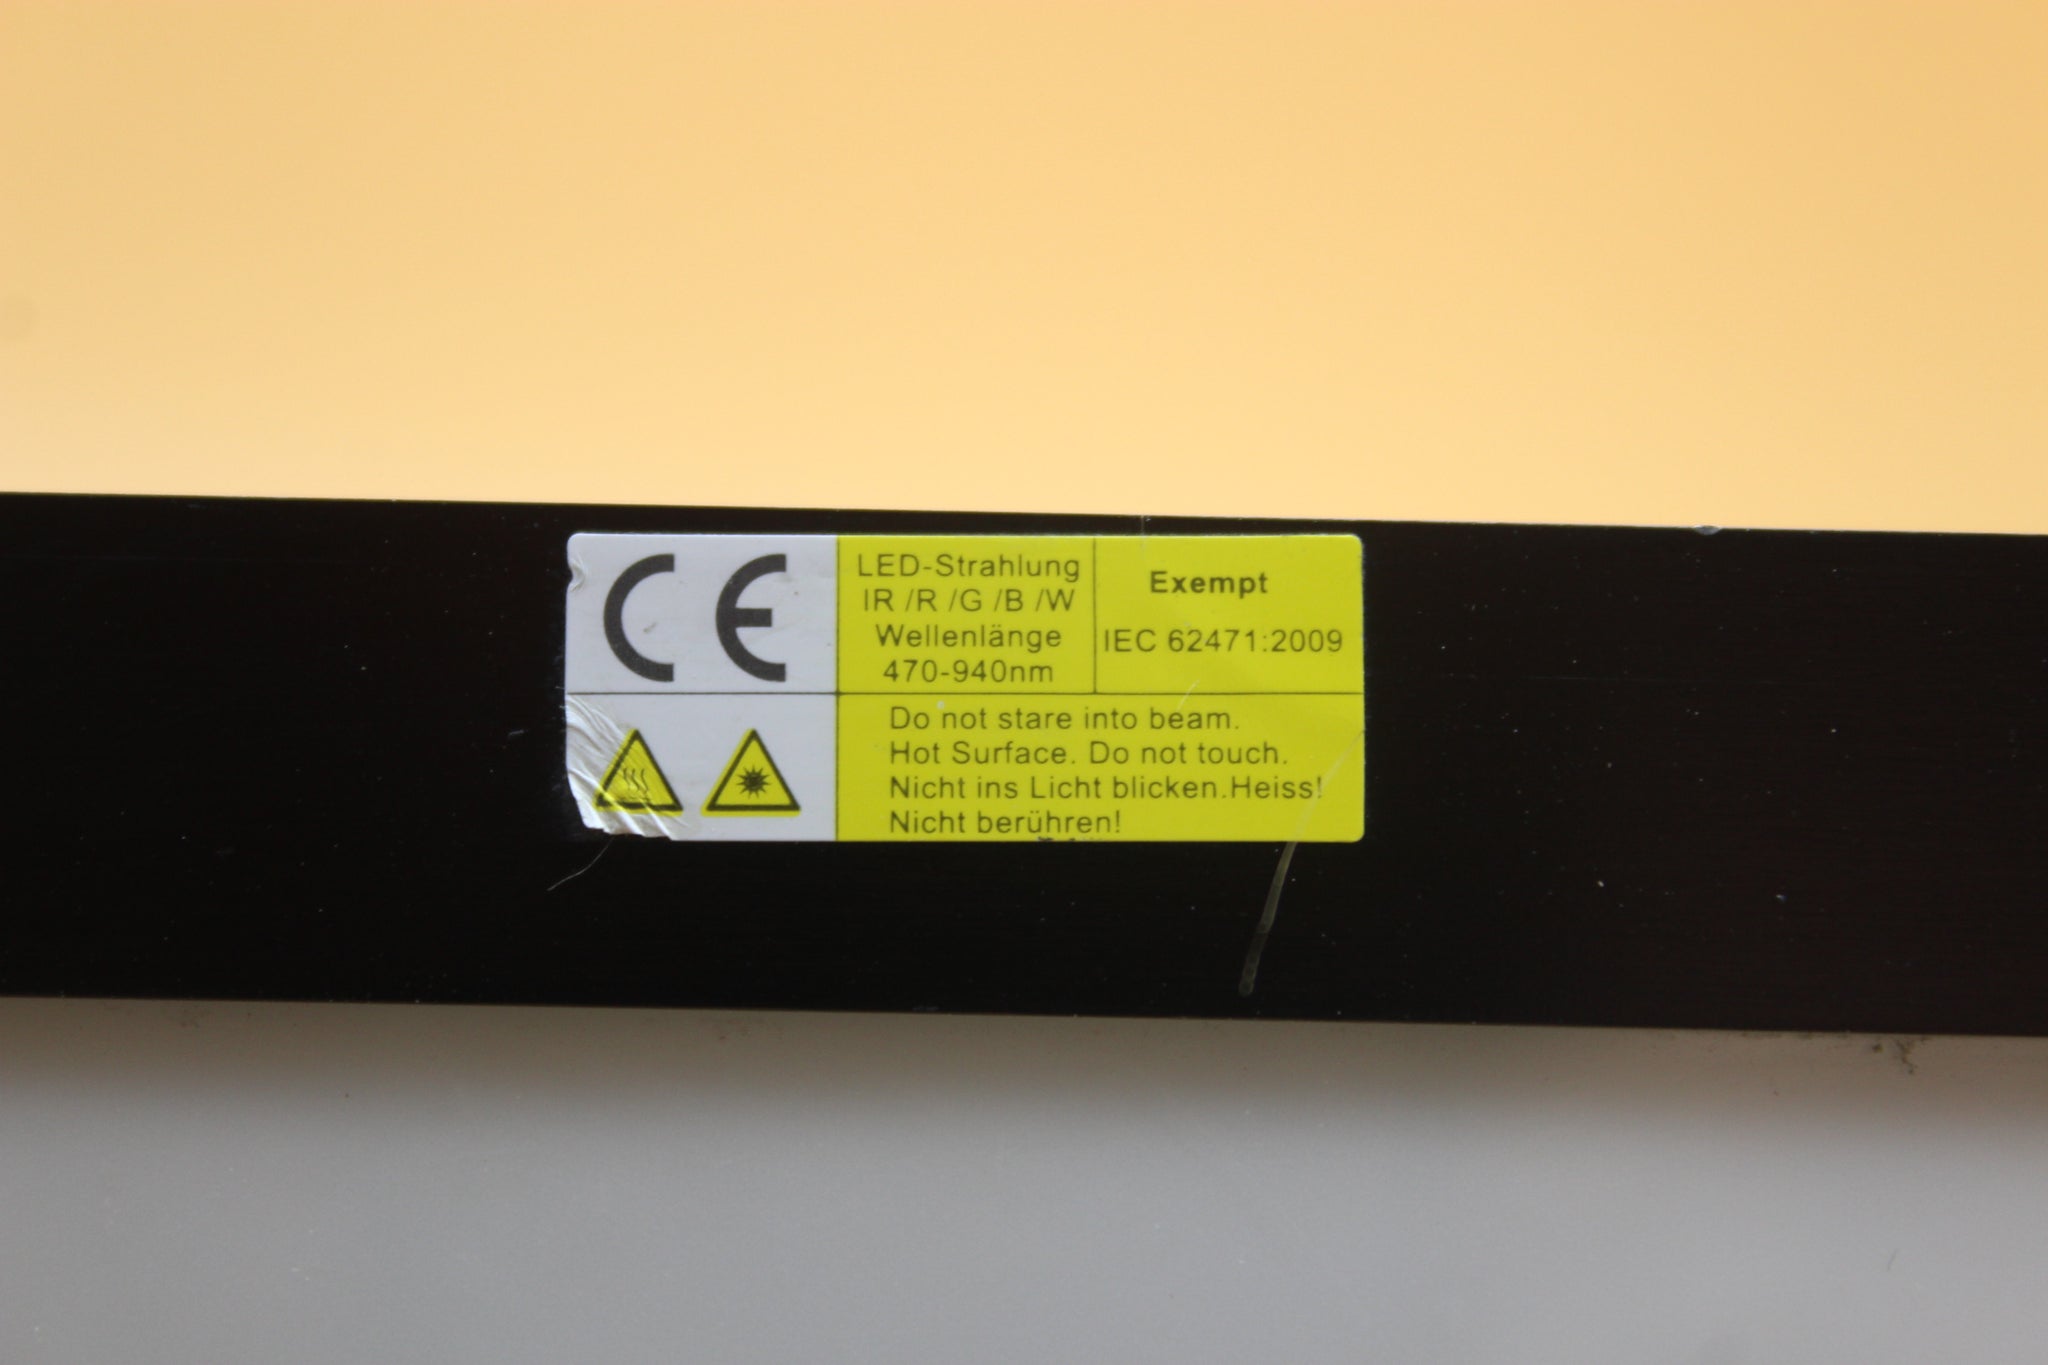 CE
LED-Strahlung
IR /R /G /B /W
Wellenlänge
470-940nm
Exempt
IEC 62471:2009
Do not stare into beam.
Hot Surface. Do not touch.
Nicht ins Licht blicken.Heiss!
Nicht berühren!